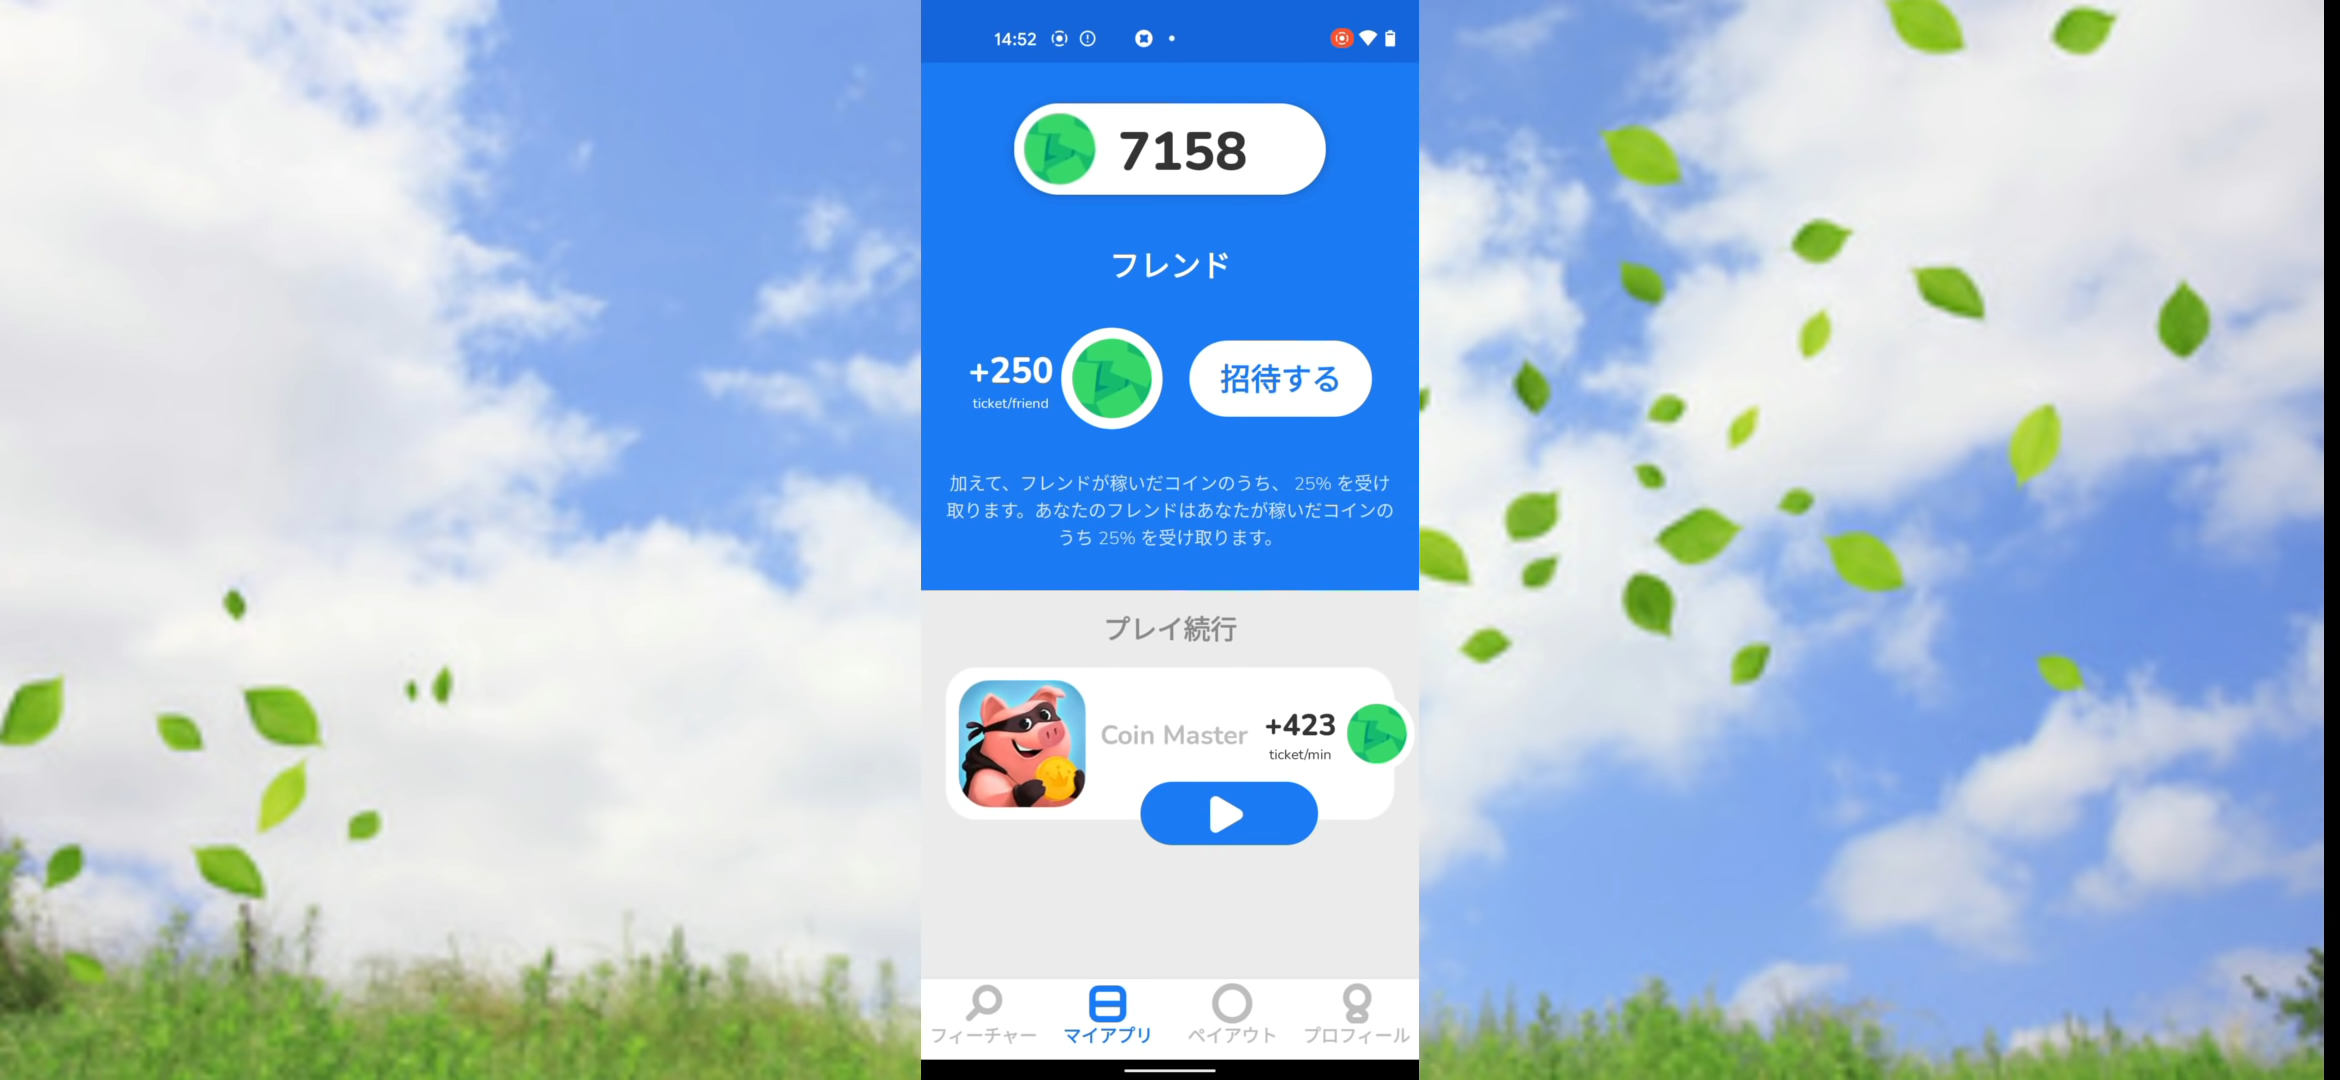 14:52
7158
フレンド
+250
ticket/friend
招待する
加えて、フレンドが稼いだコインのうち、 25% を受け
取ります。あなたのフレンドはあなたが稼いだコインの
うち 25% を受け取ります。
プレイ続行
Coin Master
+423
ticket/min
フィーチャー
マイアプリ
ペイアウト
プロフィール